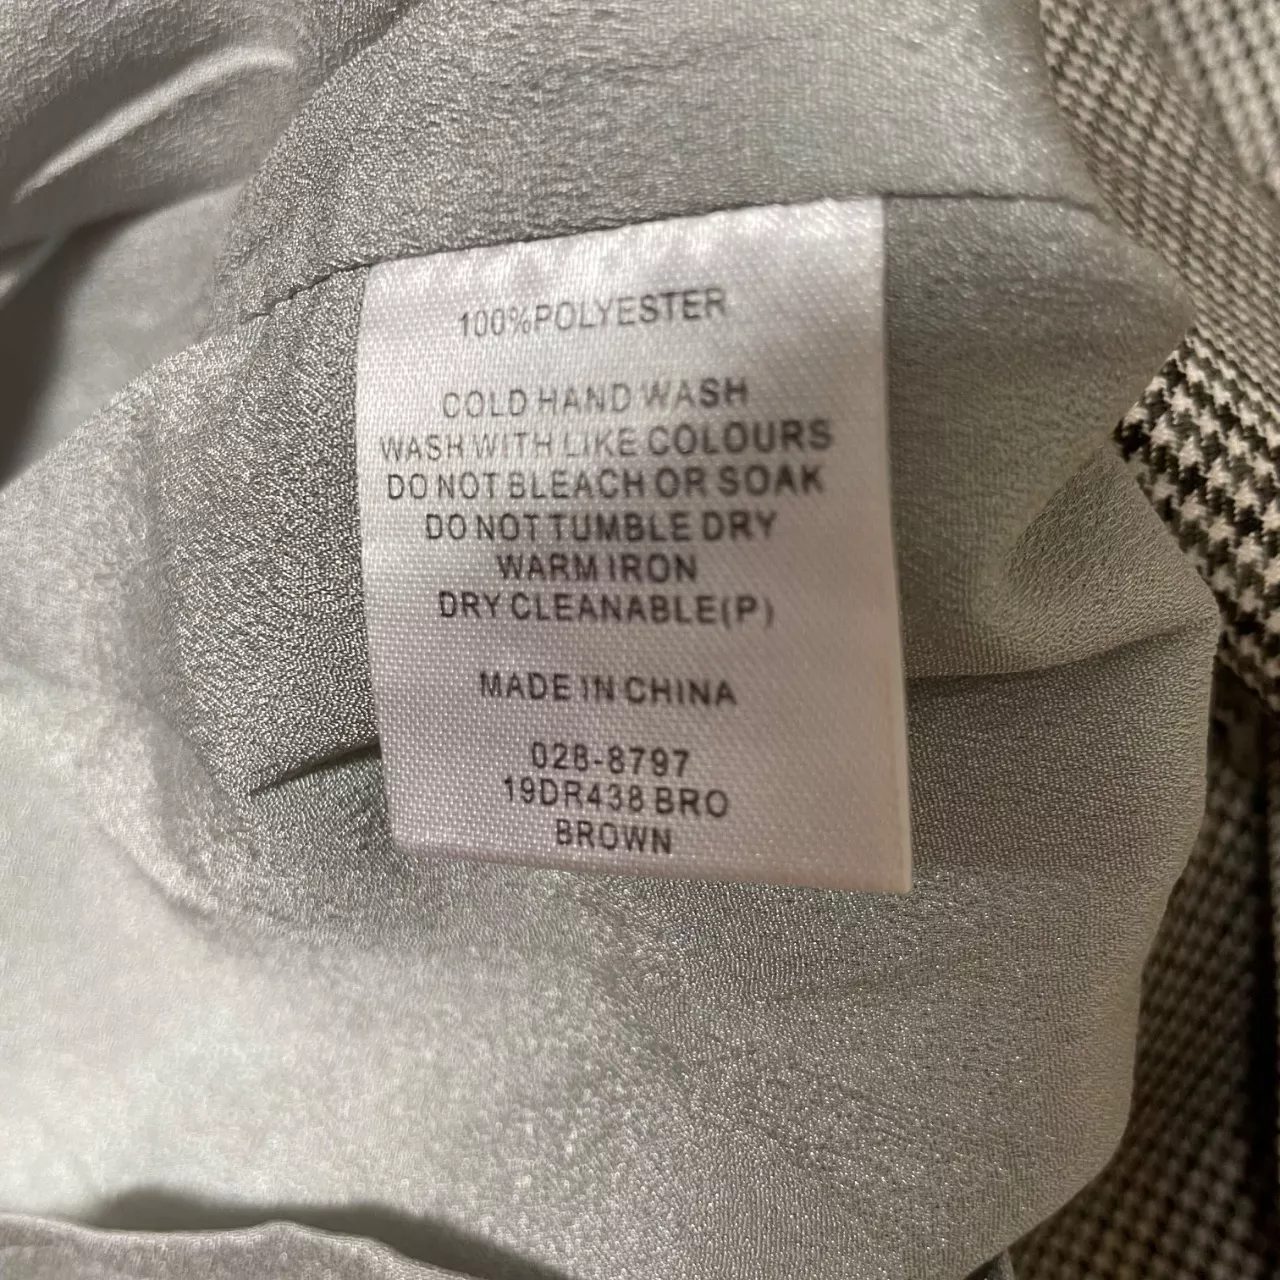 100%POLYESTER
COLD HAND WASH
WASH WITH LIKE COLOURS
DO NOT BLEACH OR SOAK
DO NOT TUMBLE DRY
WARM IRON
DRY CLEANABLE(P)
MADE IN CHINA
028-8797
19DR438 BRO
BROWN